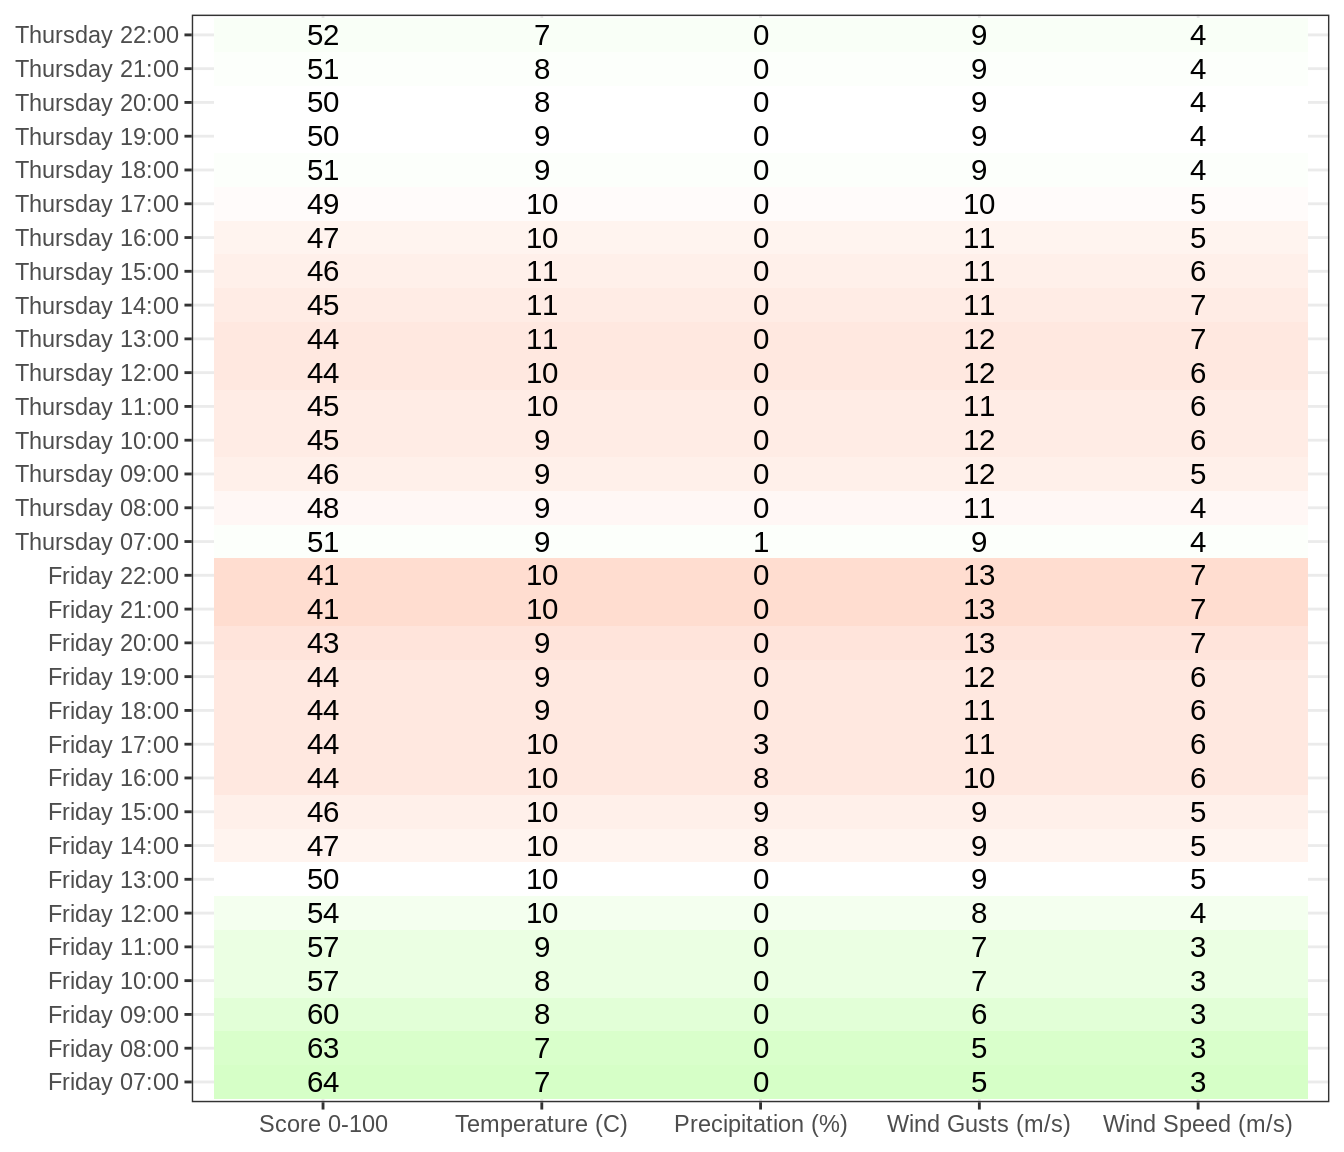 Thursday 22:00 52 7 0 9 4
Thursday 21:00 51 8 0 9 4
Thursday 20:00 50 8 0 9 4
Thursday 19:00 50 9 0 9 4
Thursday 18:00 51 9 0 9 4
Thursday 17:00 49 10 0 10 5
Thursday 16:00 47 10 0 11 5
Thursday 15:00 46 11 0 11 6
Thursday 14:00 45 11 0 11 7
Thursday 13:00 44 11 0 12 7
Thursday 12:00 44 10 0 12 6
Thursday 11:00 45 10 0 11 6
Thursday 10:00 45 9 0 12 6
Thursday 09:00 46 9 0 12 5
Thursday 08:00 48 9 0 11 4
Thursday 07:00 51 9 1 9 4
Friday 22:00 41 10 0 13 7
Friday 21:00 41 10 0 13 7
Friday 20:00 43 9 0 13 7
Friday 19:00 44 9 0 12 6
Friday 18:00 44 9 0 11 6
Friday 17:00 44 10 3 11 6
Friday 16:00 44 10 8 10 6
Friday 15:00 46 10 9 9 5
Friday 14:00 47 10 8 9 5
Friday 13:00 50 10 0 9 5
Friday 12:00 54 10 0 8 4
Friday 11:00 57 9 0 7 3
Friday 10:00 57 8 0 7 3
Friday 09:00 60 8 0 6 3
Friday 08:00 63 7 0 5 3
Friday 07:00 64 7 0 5 3
Score 0-100 Temperature (C) Precipitation (%) Wind Gusts (m/s) Wind Speed (m/s)